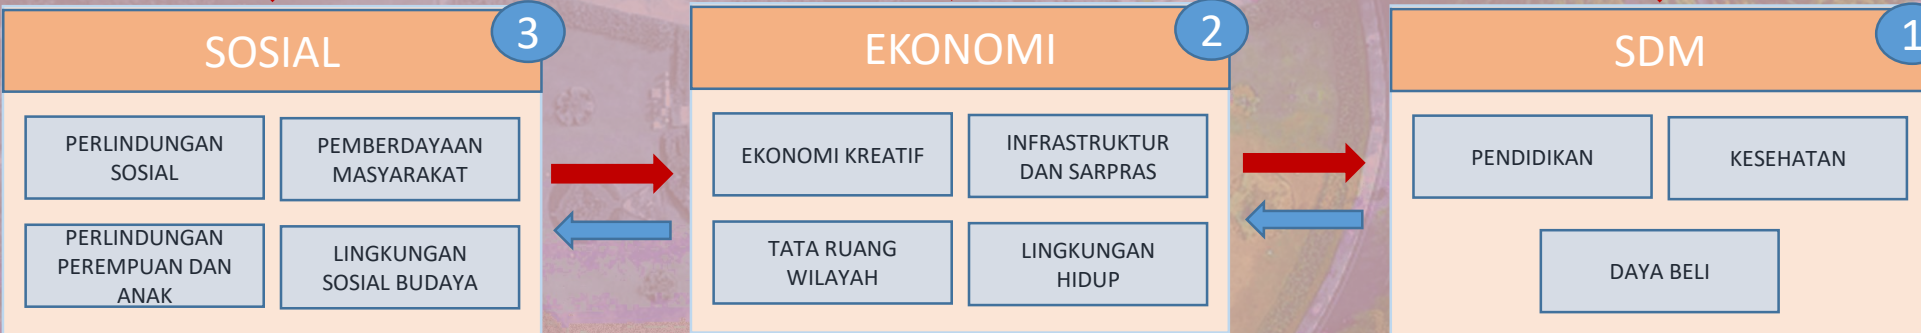 SOSIAL
3
PERLINDUNGAN
SOSIAL
PEMBERDAYAAN
MASYARAKAT
PERLINDUNGAN
PEREMPUAN DAN
ANAK
LINGKUNGAN
SOSIAL BUDAYA
EKONOMI
2
EKONOMI KREATIF
INFRASTRUKTUR
DAN SARPRAS
TATA RUANG
WILAYAH
LINGKUNGAN
HIDUP
SDM
1
PENDIDIKAN
KESEHATAN
DAYA BELI